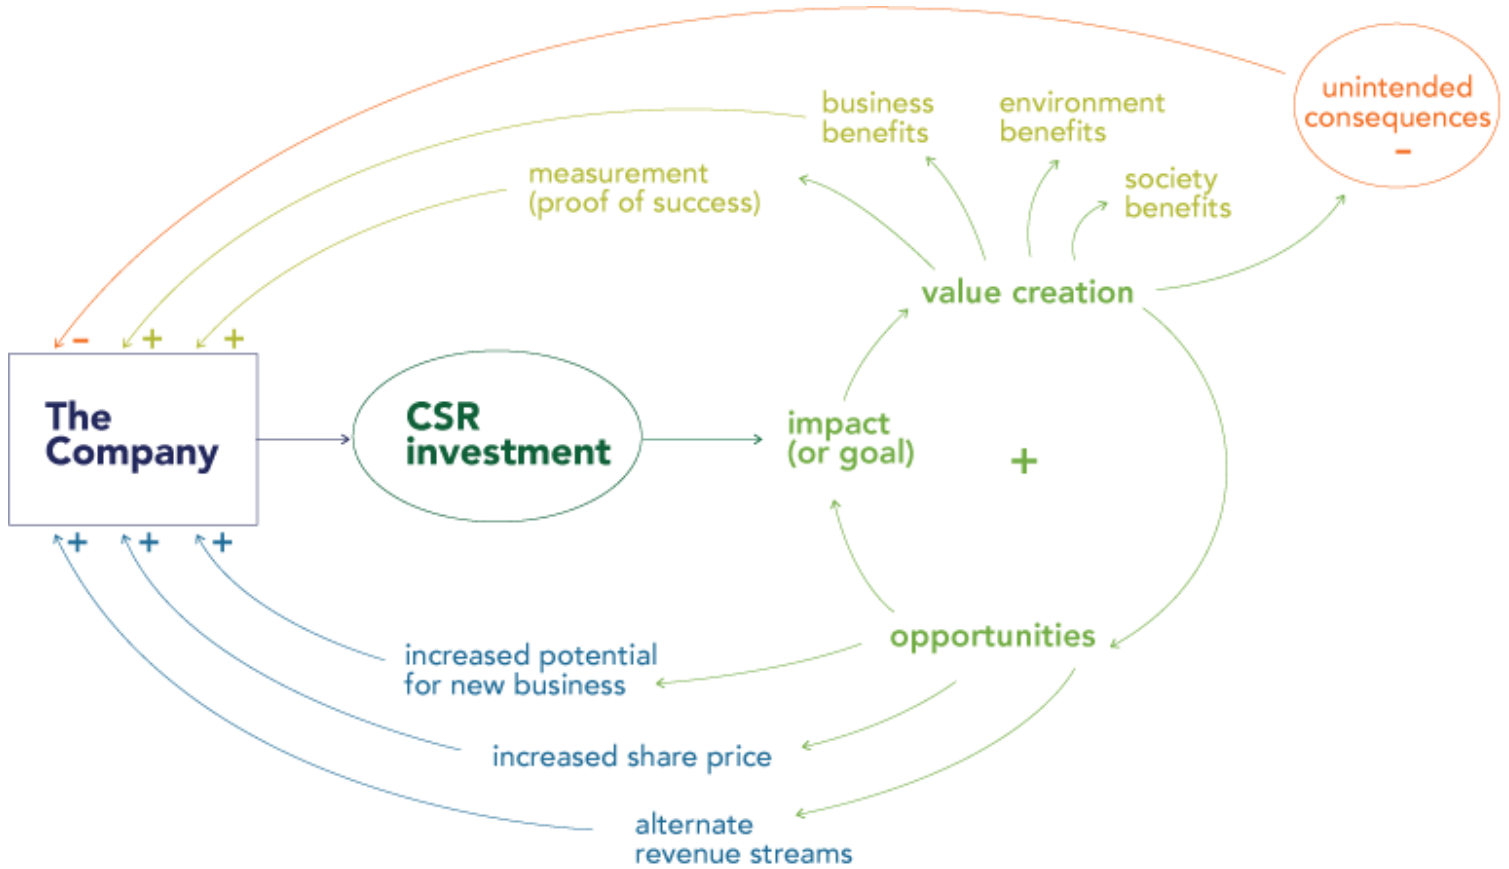 unintended
consequences
-
business
benefits
environment
benefits
society
benefits
measurement
(proof of success)
value creation
- + +
The
Company
CSR
investment
impact
(or goal)
+
+ + +
opportunities
increased potential
for new business
increased share price
alternate
revenue streams